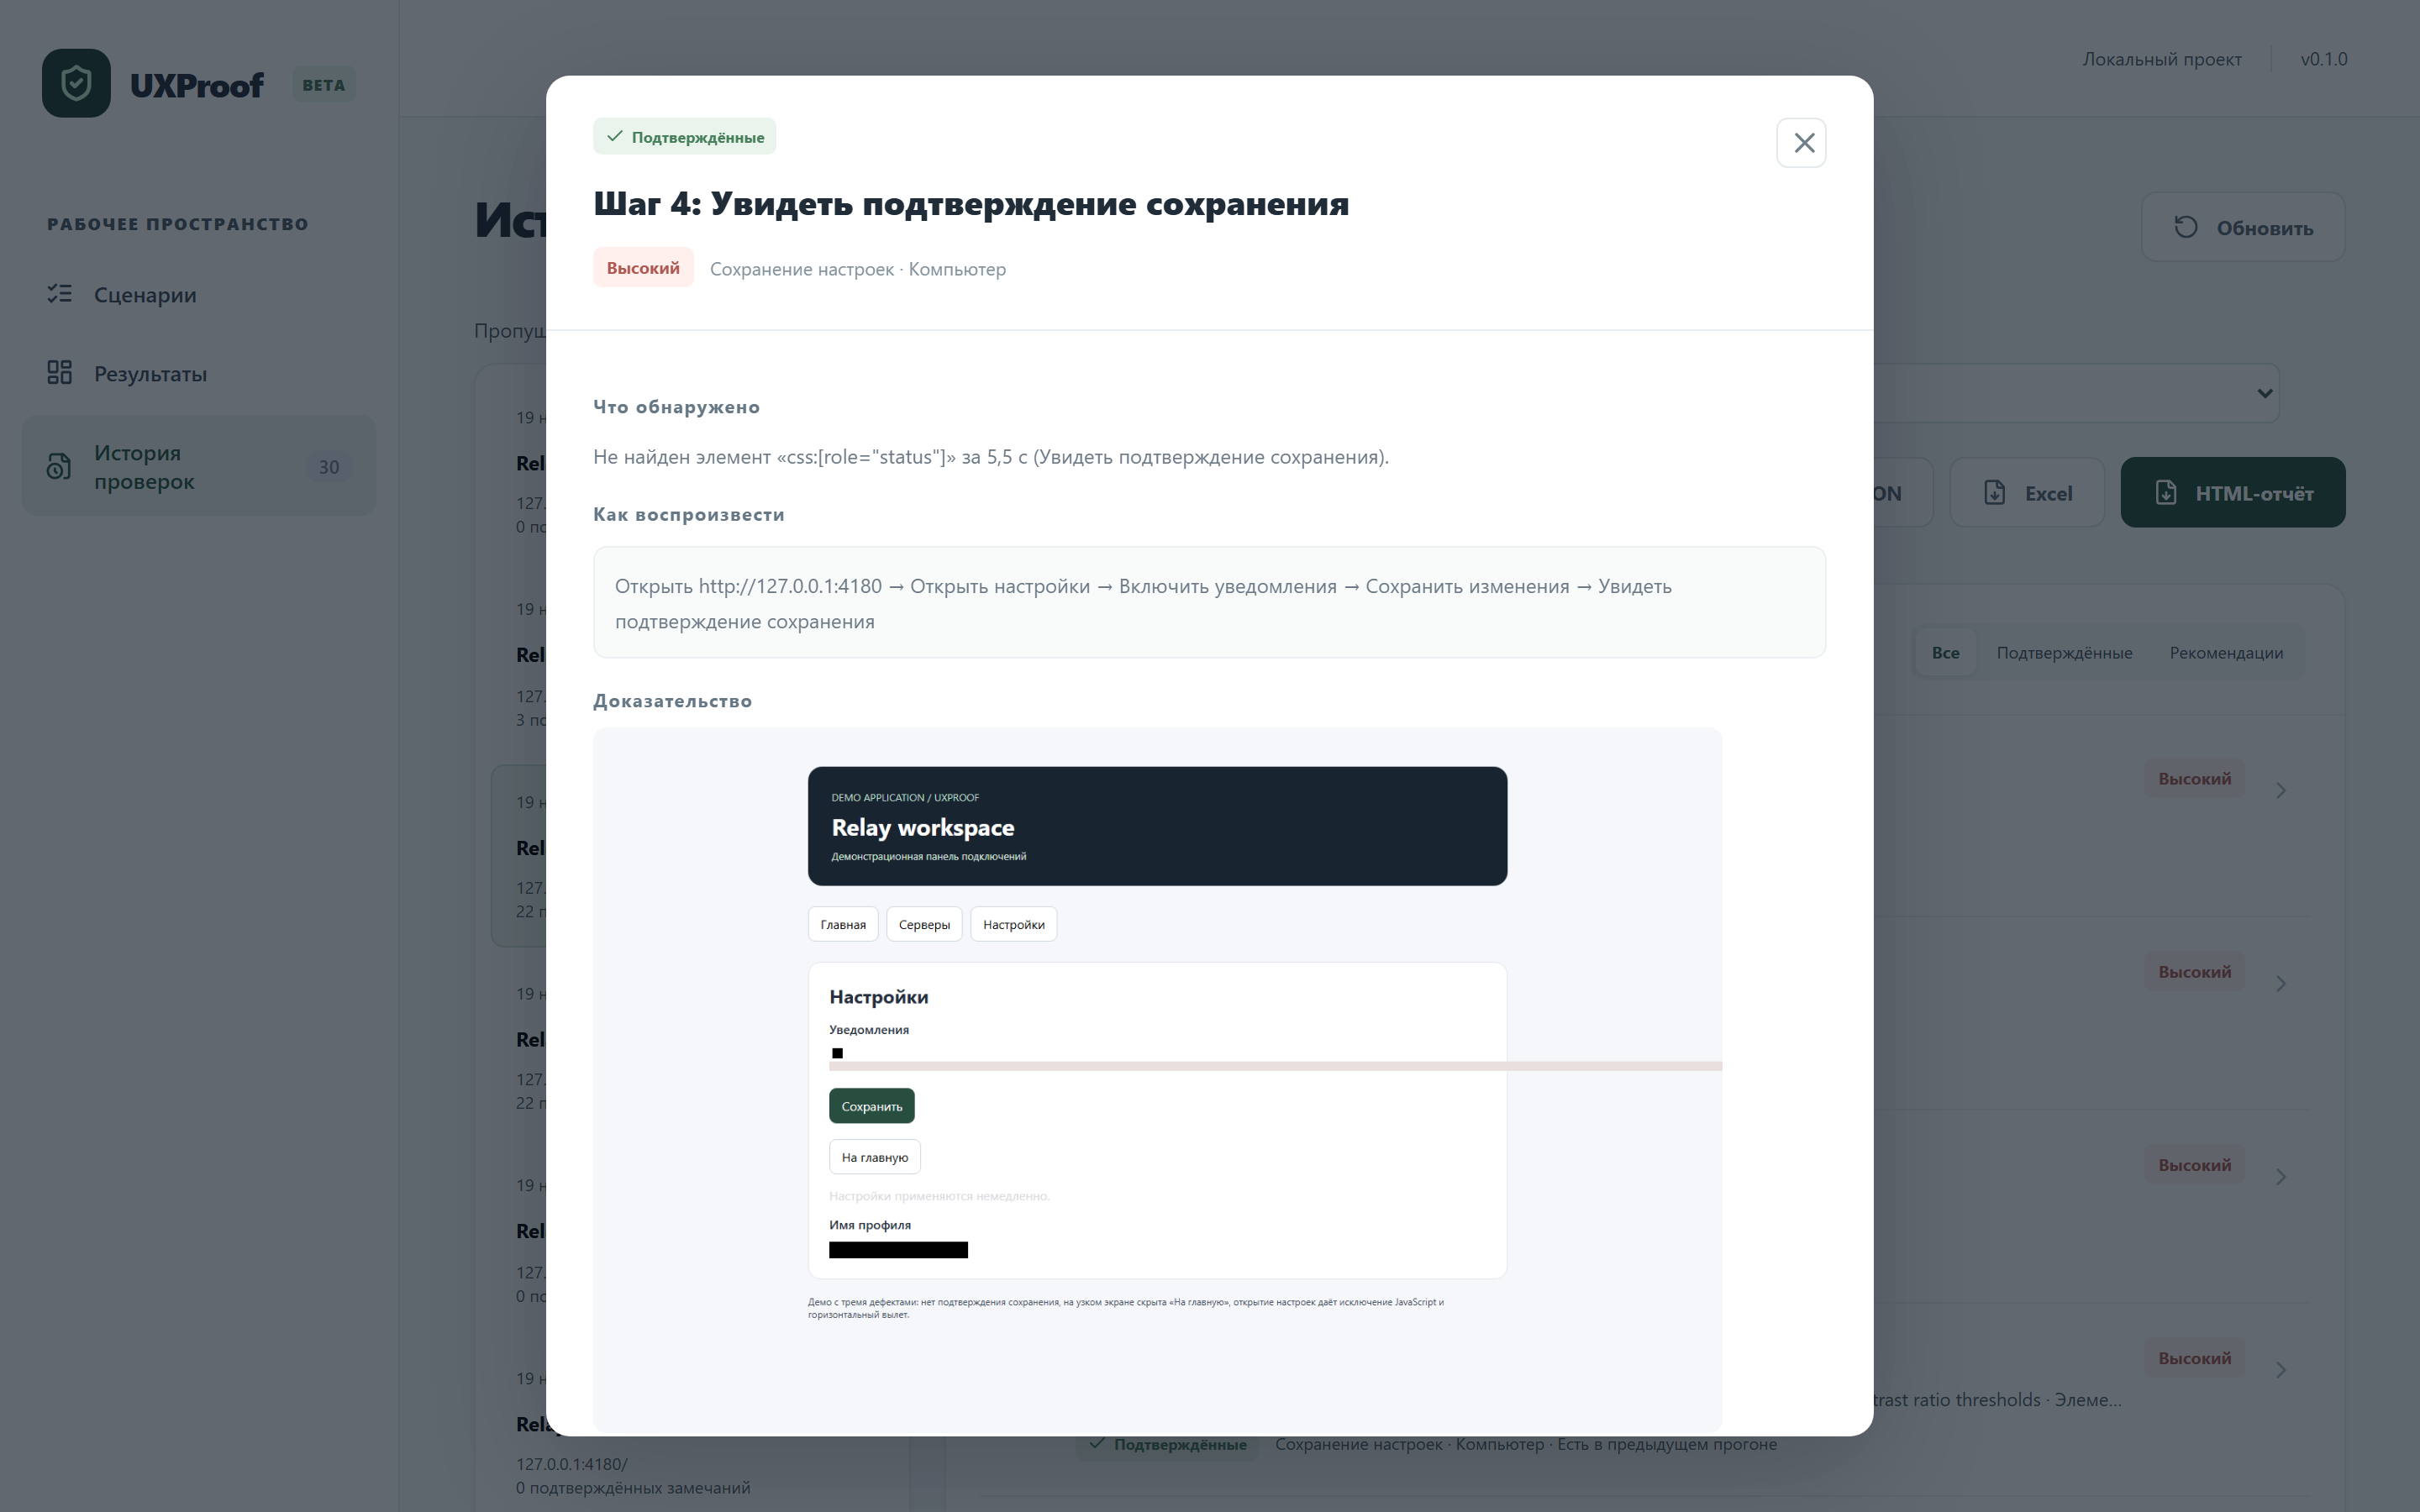 UXProof
BETA
РАБОЧЕЕ ПРОСТРАНСТВО
Сценарии
Результаты
История
проверок
30
Локальный проект
v0.1.0
Обновить
Excel
HTML-отчёт
Все
Подтверждённые
Рекомендации
Высокий
Высокий
Высокий
Высокий
Подтверждённые
Шаг 4: Увидеть подтверждение сохранения
Высокий
Сохранение настроек · Компьютер
Что обнаружено
Не найден элемент «css:[role="status"]» за 5,5 с (Увидеть подтверждение сохранения).
Как воспроизвести
Открыть http://127.0.0.1:4180 → Открыть настройки → Включить уведомления → Сохранить изменения → Увидеть
подтверждение сохранения
Доказательство
DEMO APPLICATION / UXPROOF
Relay workspace
Демонстрационная панель подключений
Главная
Серверы
Настройки
Настройки
Уведомления
Сохранить
На главную
Настройки применяются немедленно.
Имя профиля
Демо с тремя дефектами: нет подтверждения сохранения, на узком экране скрыта «На главную», открытие настроек даёт исключение JavaScript и
горизонтальный вылет.
ratio thresholds · Элеме...
Подтверждённые
Сохранение настроек · Компьютер · Есть в предыдущем прогоне
127.0.0.1:4180/
0 подтверждённых замечаний